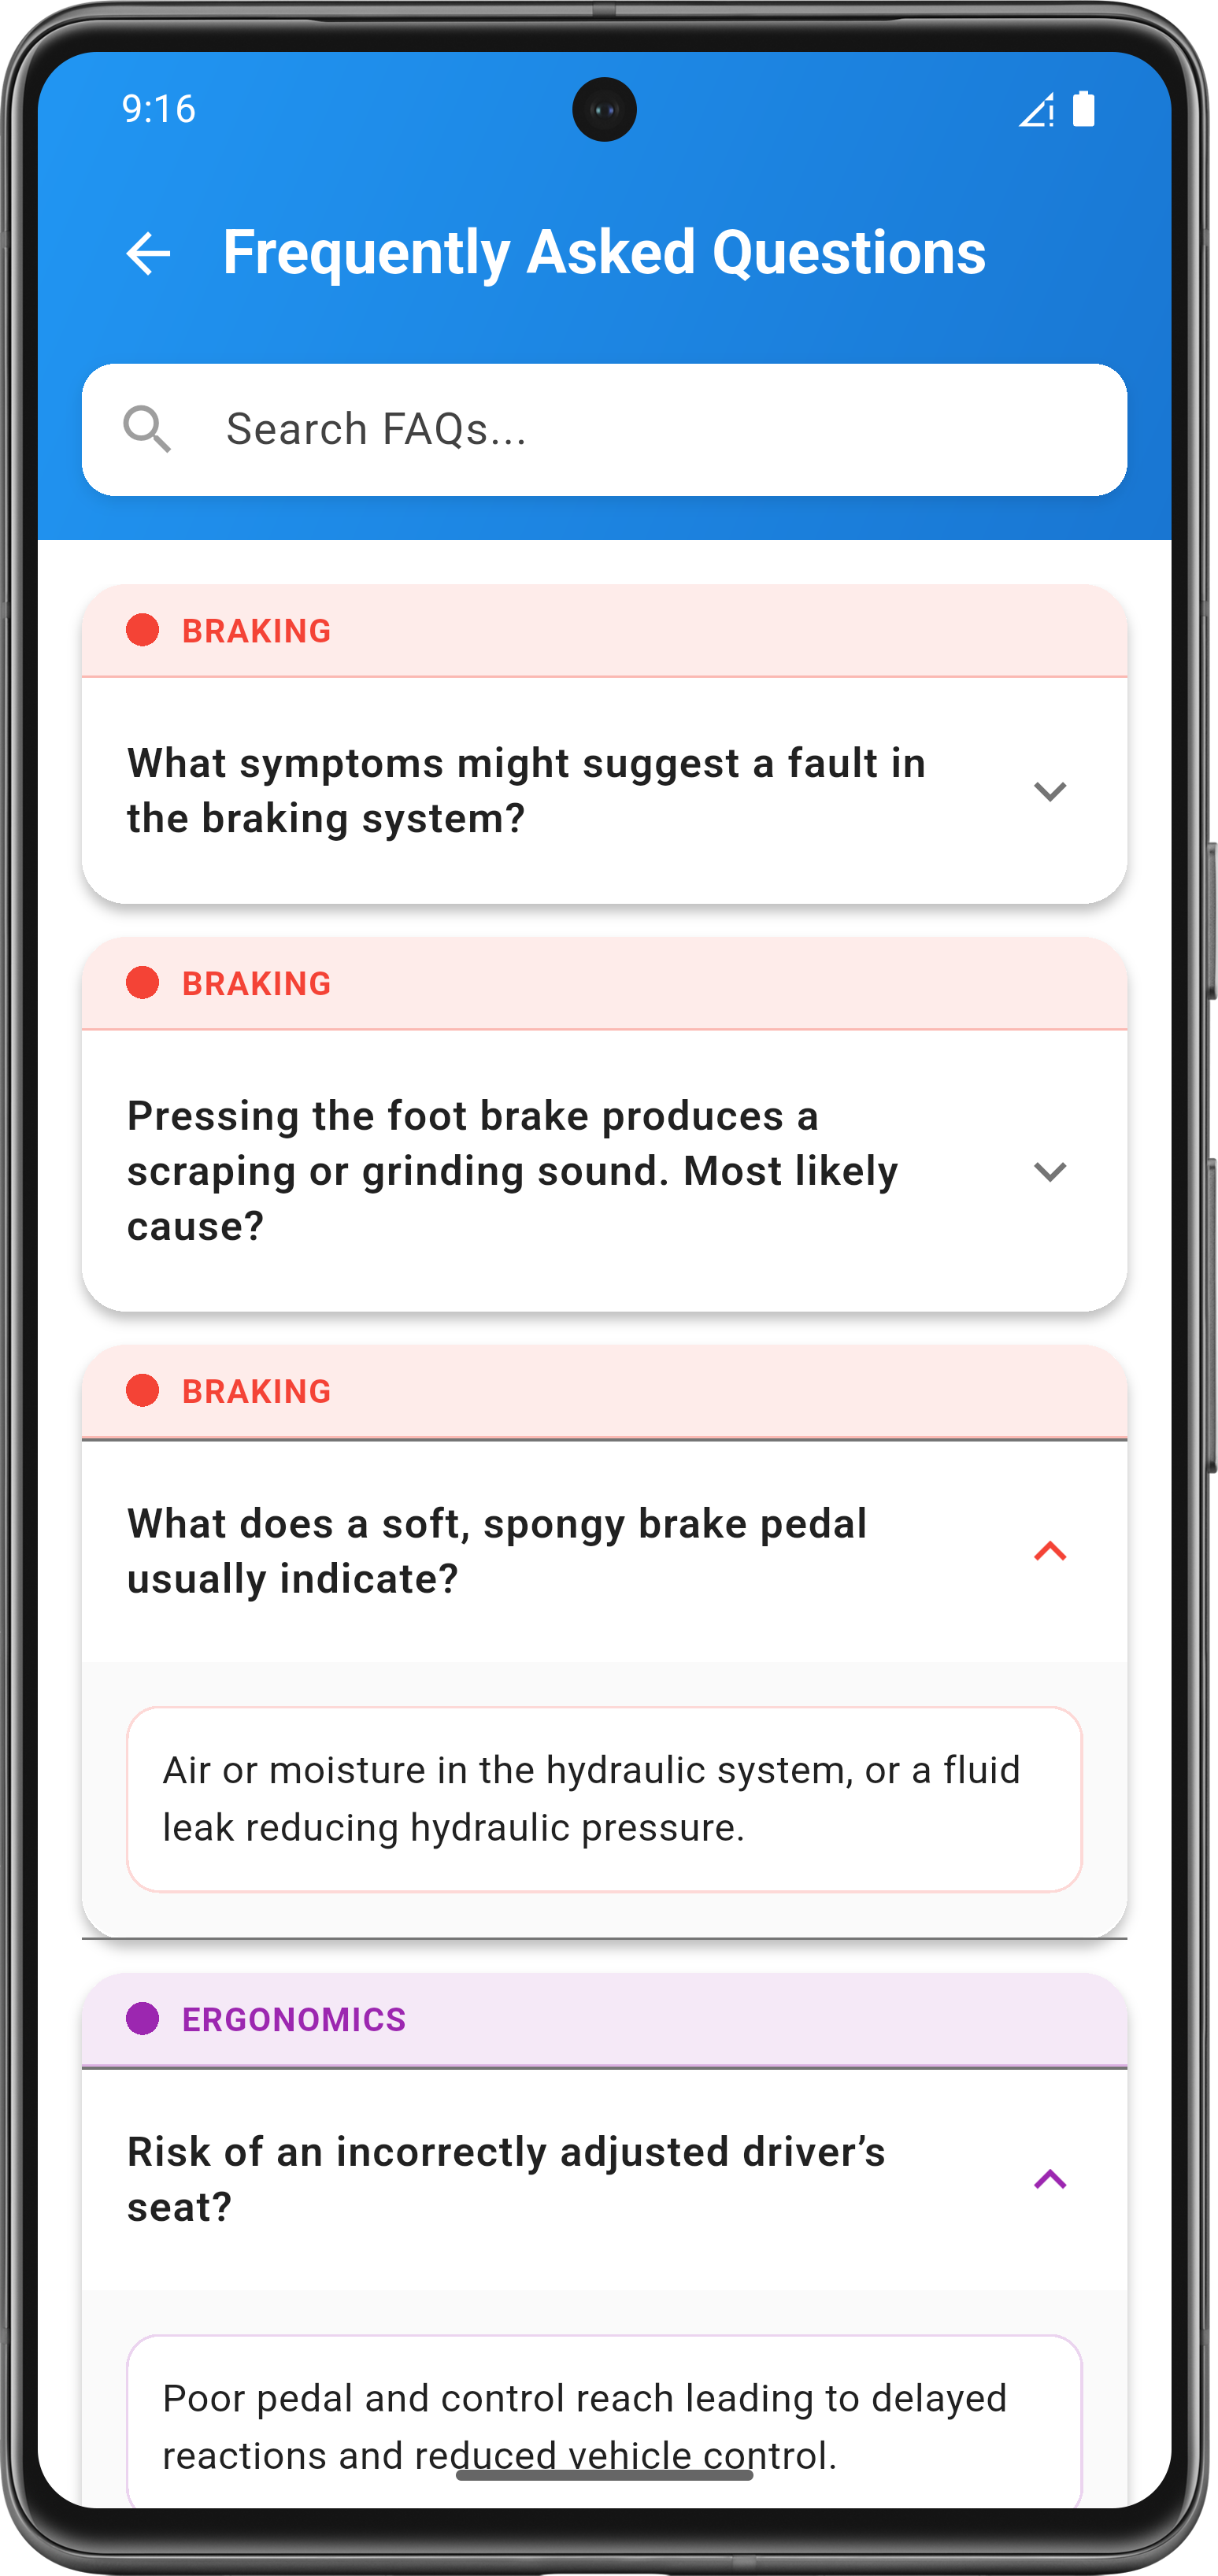 9:16
Frequently Asked Questions
Search FAQs...
BRAKING
What symptoms might suggest a fault in
the braking system?
BRAKING
Pressing the foot brake produces a
scraping or grinding sound. Most likely
cause?
BRAKING
What does a soft, spongy brake pedal
usually indicate?
Air or moisture in the hydraulic system, or a fluid
leak reducing hydraulic pressure.
ERGONOMICS
Risk of an incorrectly adjusted driver’s
seat?
Poor pedal and control reach leading to delayed
reactions and reduced vehicle control.